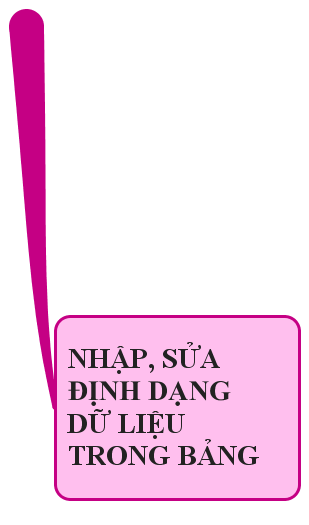 NHẬP, SỬA
ĐỊNH DẠNG
DỮ LIỆU
TRONG BẢNG